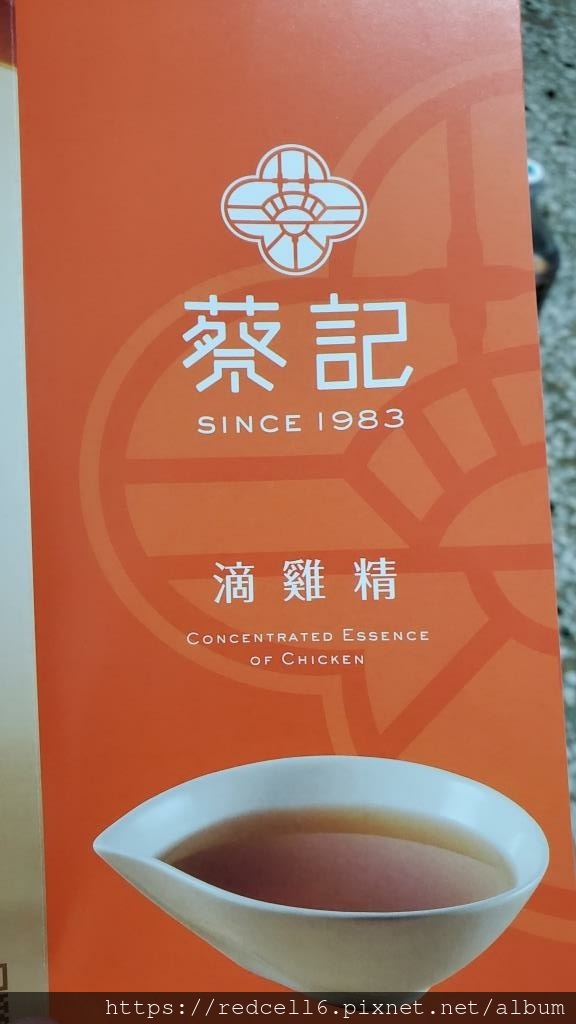 蔡記
SINCE 1983
滴雞精
CONCENTRATED ESSENCE
OF CHICKEN
https://redcell6.pixnet.net/album